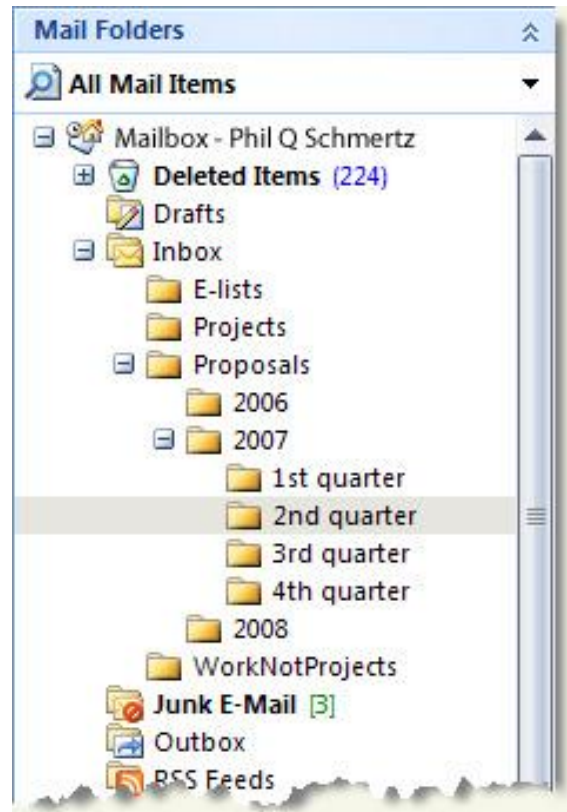 Mail Folders
All Mail Items
Mailbox - Phil Q Schmertz
Deleted Items (224)
Drafts
Inbox
E-lists
Projects
Proposals
2006
2007
1st quarter
2nd quarter
3rd quarter
4th quarter
2008
WorkNotProjects
Junk E-Mail [3]
Outbox
RSS Feeds